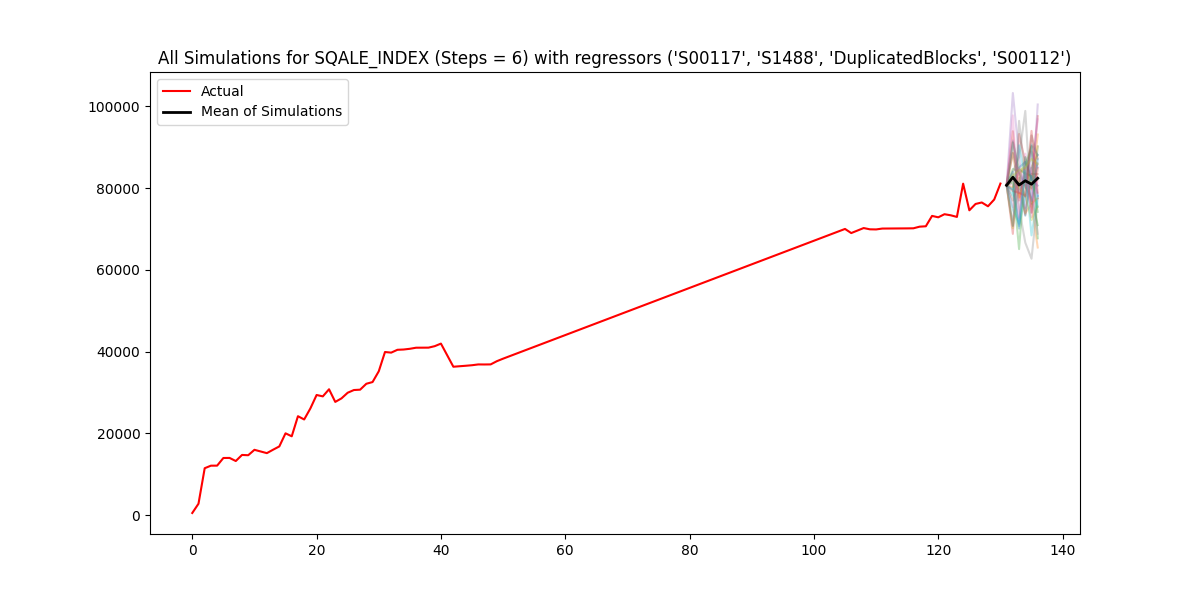 All Simulations for SQALE_INDEX (Steps = 6) with regressors ('S00117', 'S1488', 'DuplicatedBlocks', 'S00112')
Actual
Mean of Simulations
100000
80000
60000
40000
20000
0
0 20 40 60 80 100 120 140